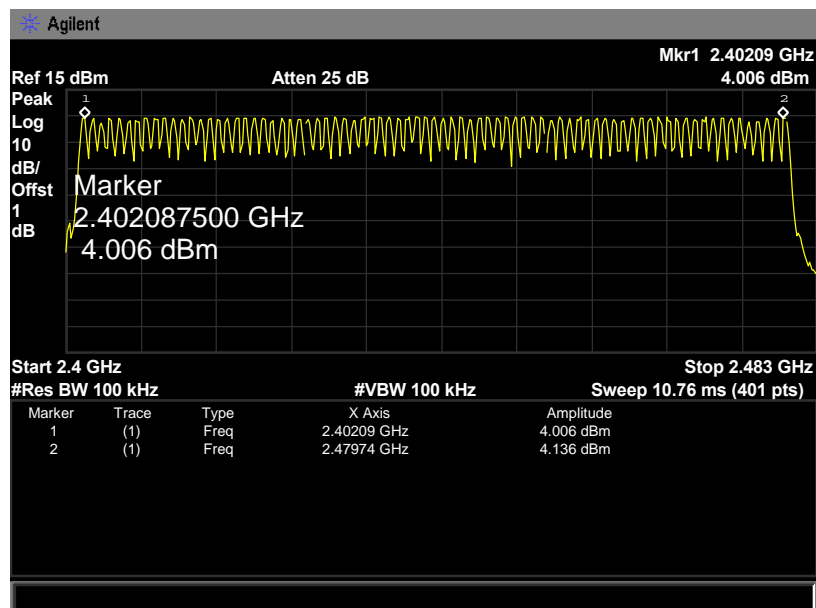 Agilent
Mkr1 2.40209 GHz
Ref 15 dBm Atten 25 dB 4.006 dBm
Peak
Log
10
dB/
Offst
1
dB
1 2
Marker
2.402087500 GHz
4.006 dBm
Start 2.4 GHz Stop 2.483 GHz
#Res BW 100 kHz #VBW 100 kHz Sweep 10.76 ms (401 pts)
Marker Trace Type X Axis Amplitude
1 (1) Freq 2.40209 GHz 4.006 dBm
2 (1) Freq 2.47974 GHz 4.136 dBm